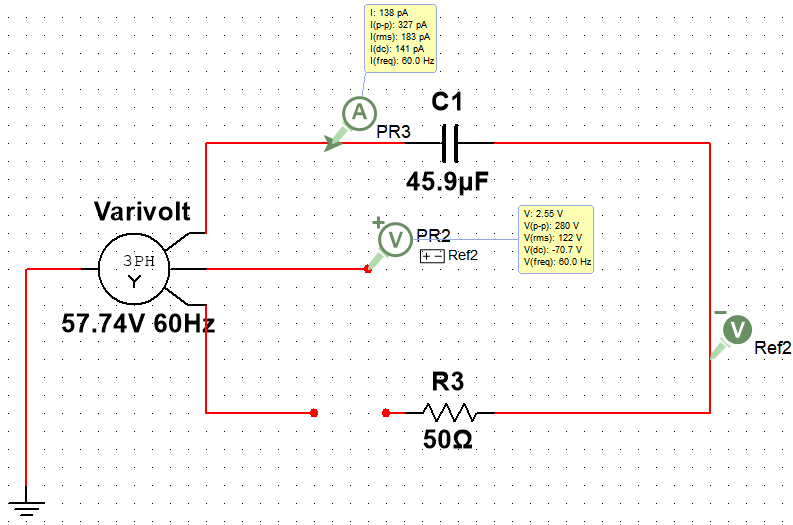 I: 138 pA
I(p-p): 327 pA
I(rms): 183 pA
I(dc): 141 pA
I(freq): 60.0 Hz
A
PR3
C1
45.9µF
Varivolt
3PH
Y
57.74V 60Hz
+
V
PR2
+ -
Ref2
V: 2.55 V
V(p-p): 280 V
V(rms): 122 V
V(dc): -70.7 V
V(freq): 60.0 Hz
-
V
Ref2
R3
50Ω